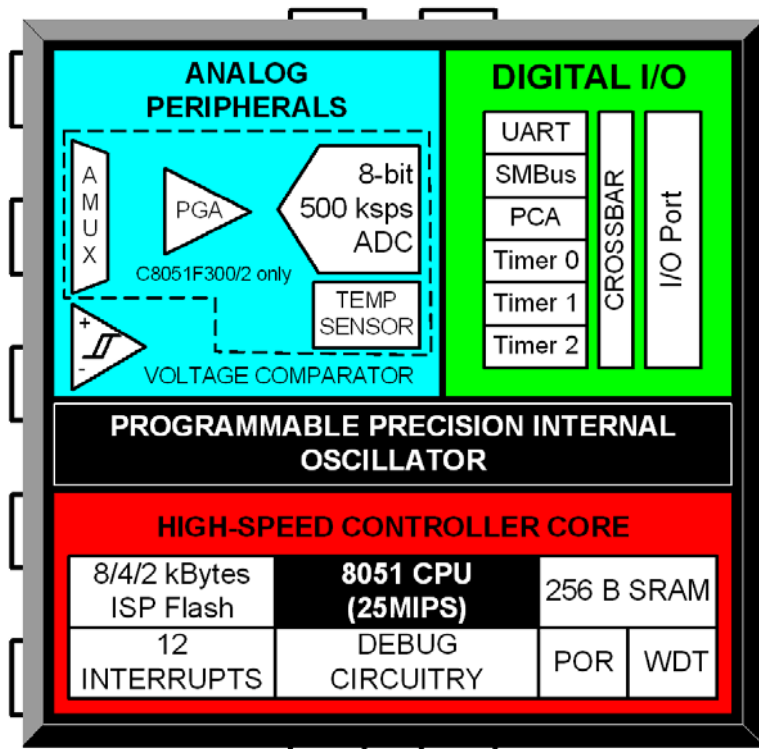 ANALOG
PERIPHERALS
A
M
U
X
PGA
8-bit
500 ksps
ADC
C8051F300/2 only
TEMP
SENSOR
+
-
VOLTAGE COMPARATOR
DIGITAL I/O
UART
SMBus
PCA
Timer 0
Timer 1
Timer 2
CROSSBAR
I/O Port
PROGRAMMABLE PRECISION INTERNAL
OSCILLATOR
HIGH-SPEED CONTROLLER CORE
8/4/2 kBytes
ISP Flash
8051 CPU
(25MIPS)
256 B SRAM
12
INTERRUPTS
DEBUG
CIRCUITRY
POR
WDT